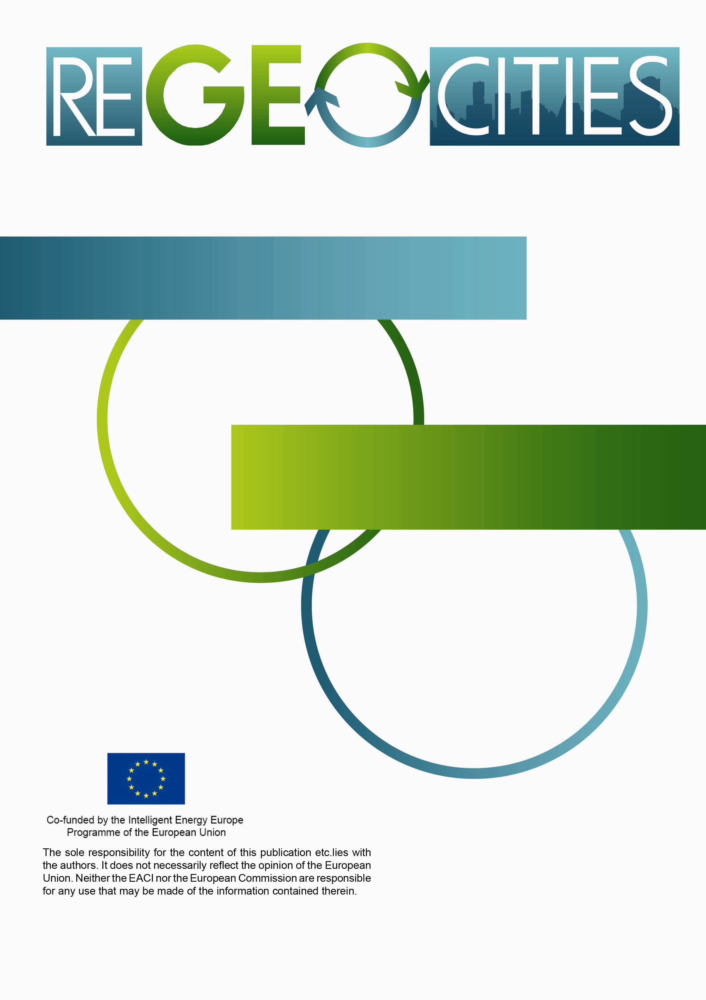 REGEOCITIES
Co-funded by the Intelligent Energy Europe
Programme of the European Union
The sole responsibility for the content of this publication etc.lies with
the authors. It does not necessarily reflect the opinion of the European
Union. Neither the EACI nor the European Commission are responsible
for any use that may be made of the information contained therein.